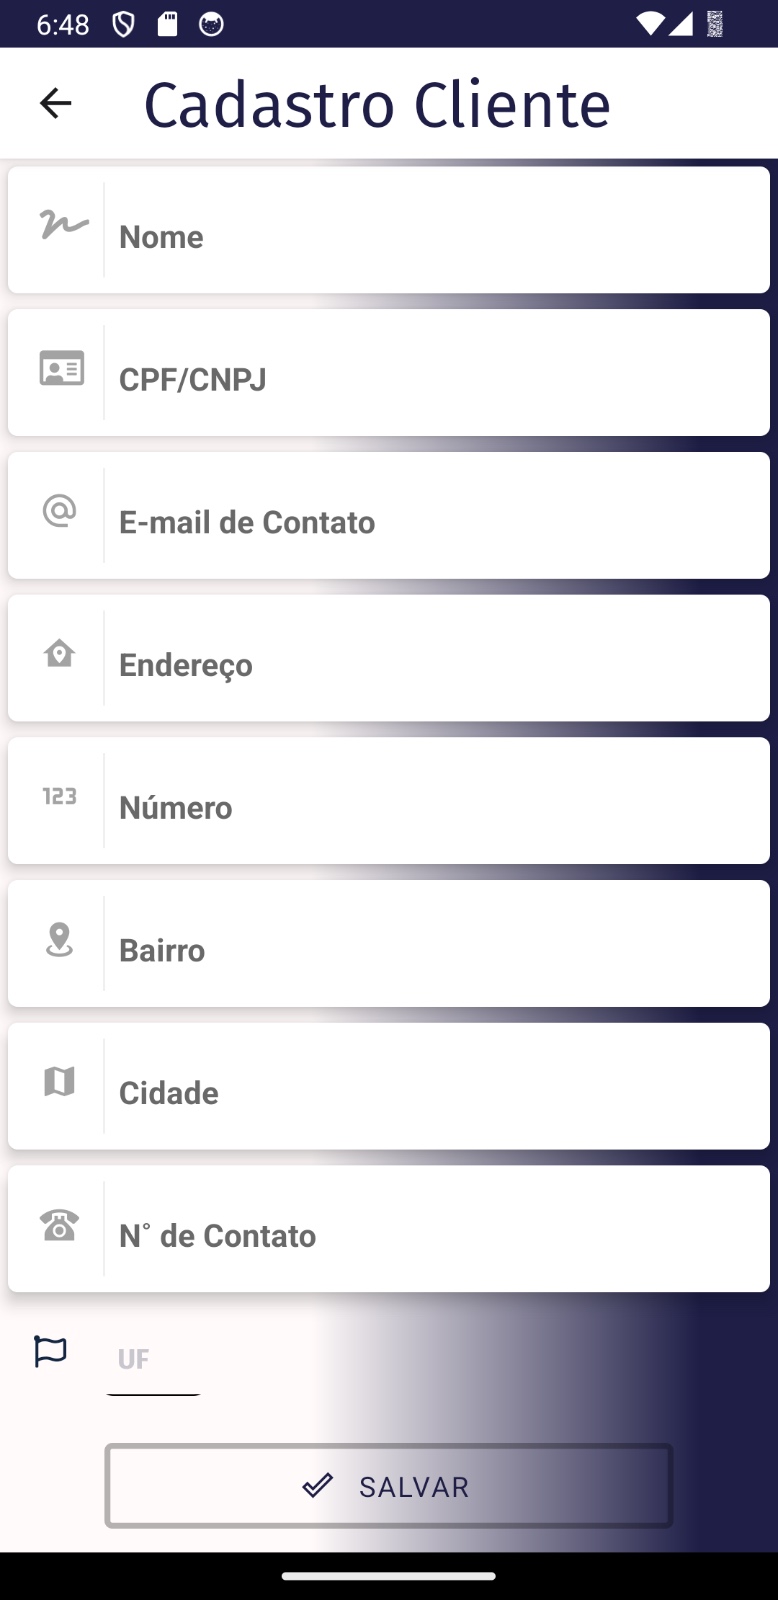 6:48
Cadastro Cliente
Nome
CPF/CNPJ
E-mail de Contato
Endereço
123
Número
Bairro
Cidade
N° de Contato
UF
SALVAR